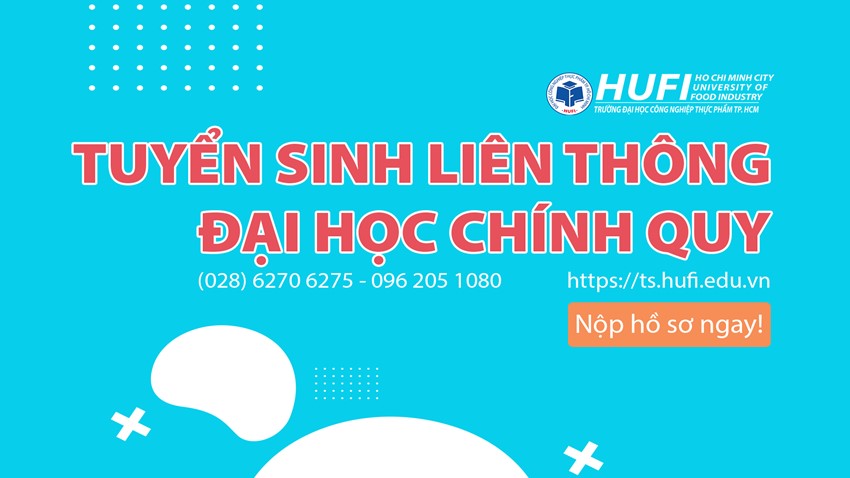 HUFI
HO CHI MINH CITY
UNIVERSITY OF
FOOD INDUSTRY
TRƯỜNG ĐẠI HỌC CÔNG NGHIỆP THỰC PHẨM TP. HCM
TUYỂN SINH LIÊN THÔNG
ĐẠI HỌC CHÍNH QUY
(028) 6270 6275 - 096 205 1080
https://ts.hufi.edu.vn
Nộp hồ sơ ngay!